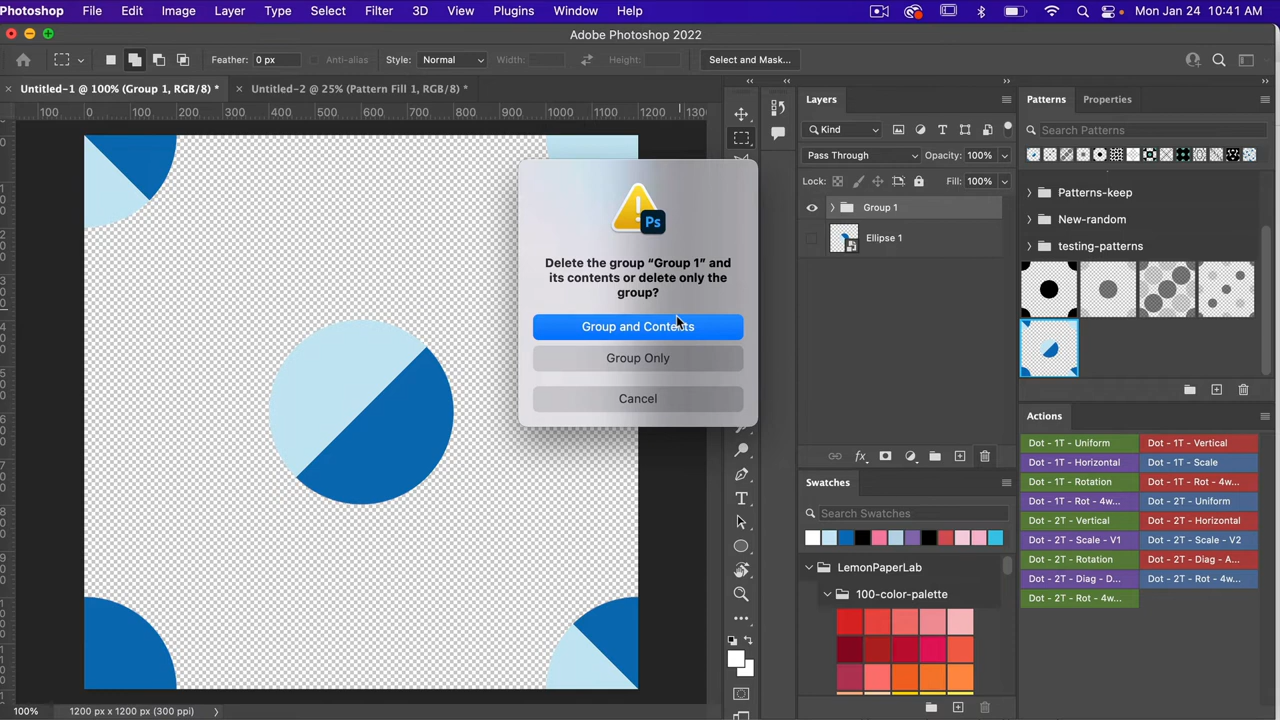 Photoshop File Edit Image Layer Type Select Filter 3D View Plugins Window Help Mon Jan 24 10:41 AM
Adobe Photoshop 2022
Feather: 0 px Anti-alias Style: Normal Width: Height: Select and Mask...
Untitled-1 @ 100% (Group 1, RGB/8) * Untitled-2 @ 25% (Pattern Fill 1, RGB/8) *
100 0 100 200 300 400 500 600 700 800 900 1000 1100 1200 1300
Layers
Kind
Pass Through Opacity: 100%
Lock: Fill: 100%
Group 1
Ellipse 1
fx
Patterns Properties
Search Patterns
Patterns-keep
New-random
testing-patterns
Ps
Delete the group “Group 1” and
its contents or delete only the
group?
Group and Contents
Group Only
Cancel
Swatches
Search Swatches
LemonPaperLab
100-color-palette
Actions
Dot - 1T - Uniform Dot - 1T - Vertical
Dot - 1T - Horizontal Dot - 1T - Scale
Dot - 1T - Rotation Dot - 1T - Rot - 4w...
Dot - 1T - Rot - 4w... Dot - 2T - Uniform
Dot - 2T - Vertical Dot - 2T - Horizontal
Dot - 2T - Scale - V1 Dot - 2T - Scale - V2
Dot - 2T - Rotation Dot - 2T - Diag - A...
Dot - 2T - Diag - D... Dot - 2T - Rot - 4w...
Dot - 2T - Rot - 4w...
100% 1200 px x 1200 px (300 ppi)